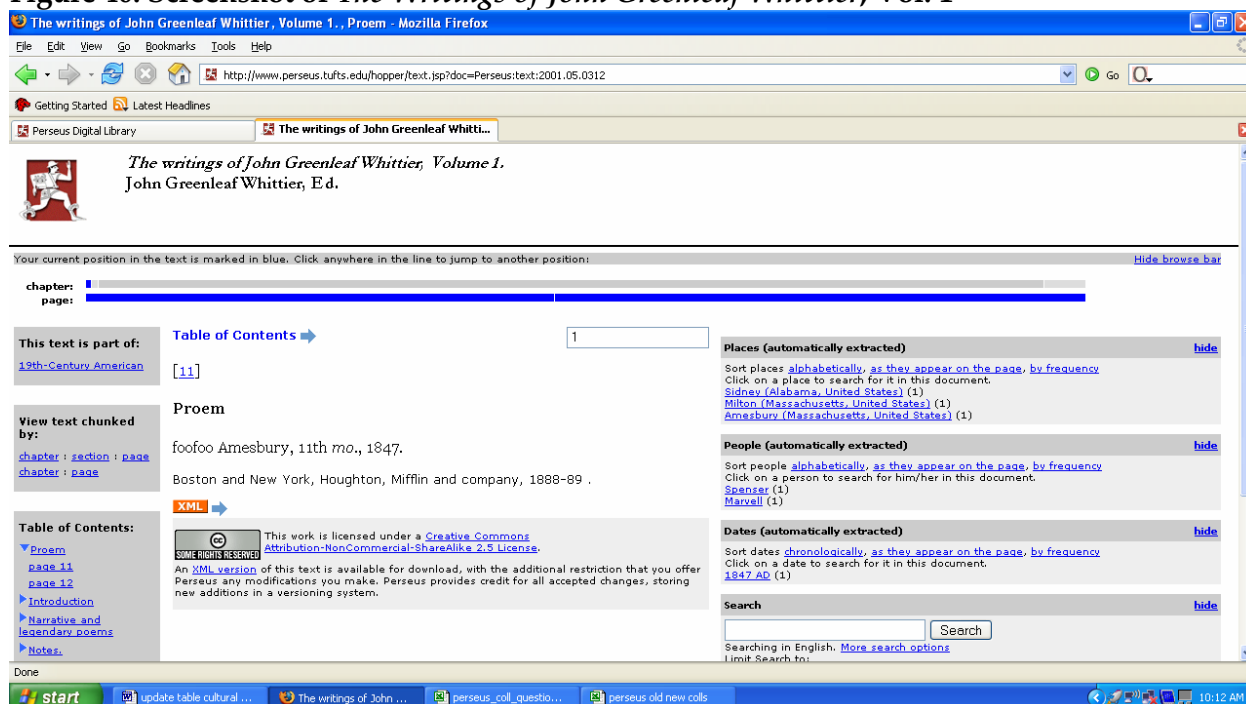 Figure 16. Screenshot of The Writings of John Greenleaf Whittier, Vol. 1
The writings of John Greenleaf Whittier, Volume 1., Proem - Mozilla Firefox
File Edit View Go Bookmarks Tools Help
http://www.perseus.tufts.edu/hopper/text.jsp?doc=Perseus:text:2001.05.0312 Go
Getting Started Latest Headlines
Perseus Digital Library The writings of John Greenleaf Whitti...
The writings of John Greenleaf Whittier, Volume 1.
John Greenleaf Whittier, Ed.
Your current position in the text is marked in blue. Click anywhere in the line to jump to another position: Hide browse bar
chapter:
page:
This text is part of:
19th-Century American
View text chunked
by:
chapter : section : page
chapter : page
Table of Contents:
Proem
page 11
page 12
Introduction
Narrative and
legendary poems
Notes.
Table of Contents 1
[11]
Proem
foofoo Amesbury, 11th mo., 1847.
Boston and New York, Houghton, Mifflin and company, 1888-89 .
XML
cc
SOME RIGHTS RESERVED
This work is licensed under a Creative Commons
Attribution-NonCommercial-ShareAlike 2.5 License.
An XML version of this text is available for download, with the additional restriction that you offer
Perseus any modifications you make. Perseus provides credit for all accepted changes, storing
new additions in a versioning system.
Places (automatically extracted) hide
Sort places alphabetically, as they appear on the page, by frequency
Click on a place to search for it in this document.
Sidney (Alabama, United States) (1)
Milton (Massachusetts, United States) (1)
Amesbury (Massachusetts, United States) (1)
People (automatically extracted) hide
Sort people alphabetically, as they appear on the page, by frequency
Click on a person to search for him/her in this document.
Spenser (1)
Marvell (1)
Dates (automatically extracted) hide
Sort dates chronologically, as they appear on the page, by frequency
Click on a date to search for it in this document.
1847 AD (1)
Search hide
Search
Searching in English. More search options
Limit Search to:
Done
start update table cultural ... The writings of John ... perseus_coll_questio... perseus old new colls 10:12 AM